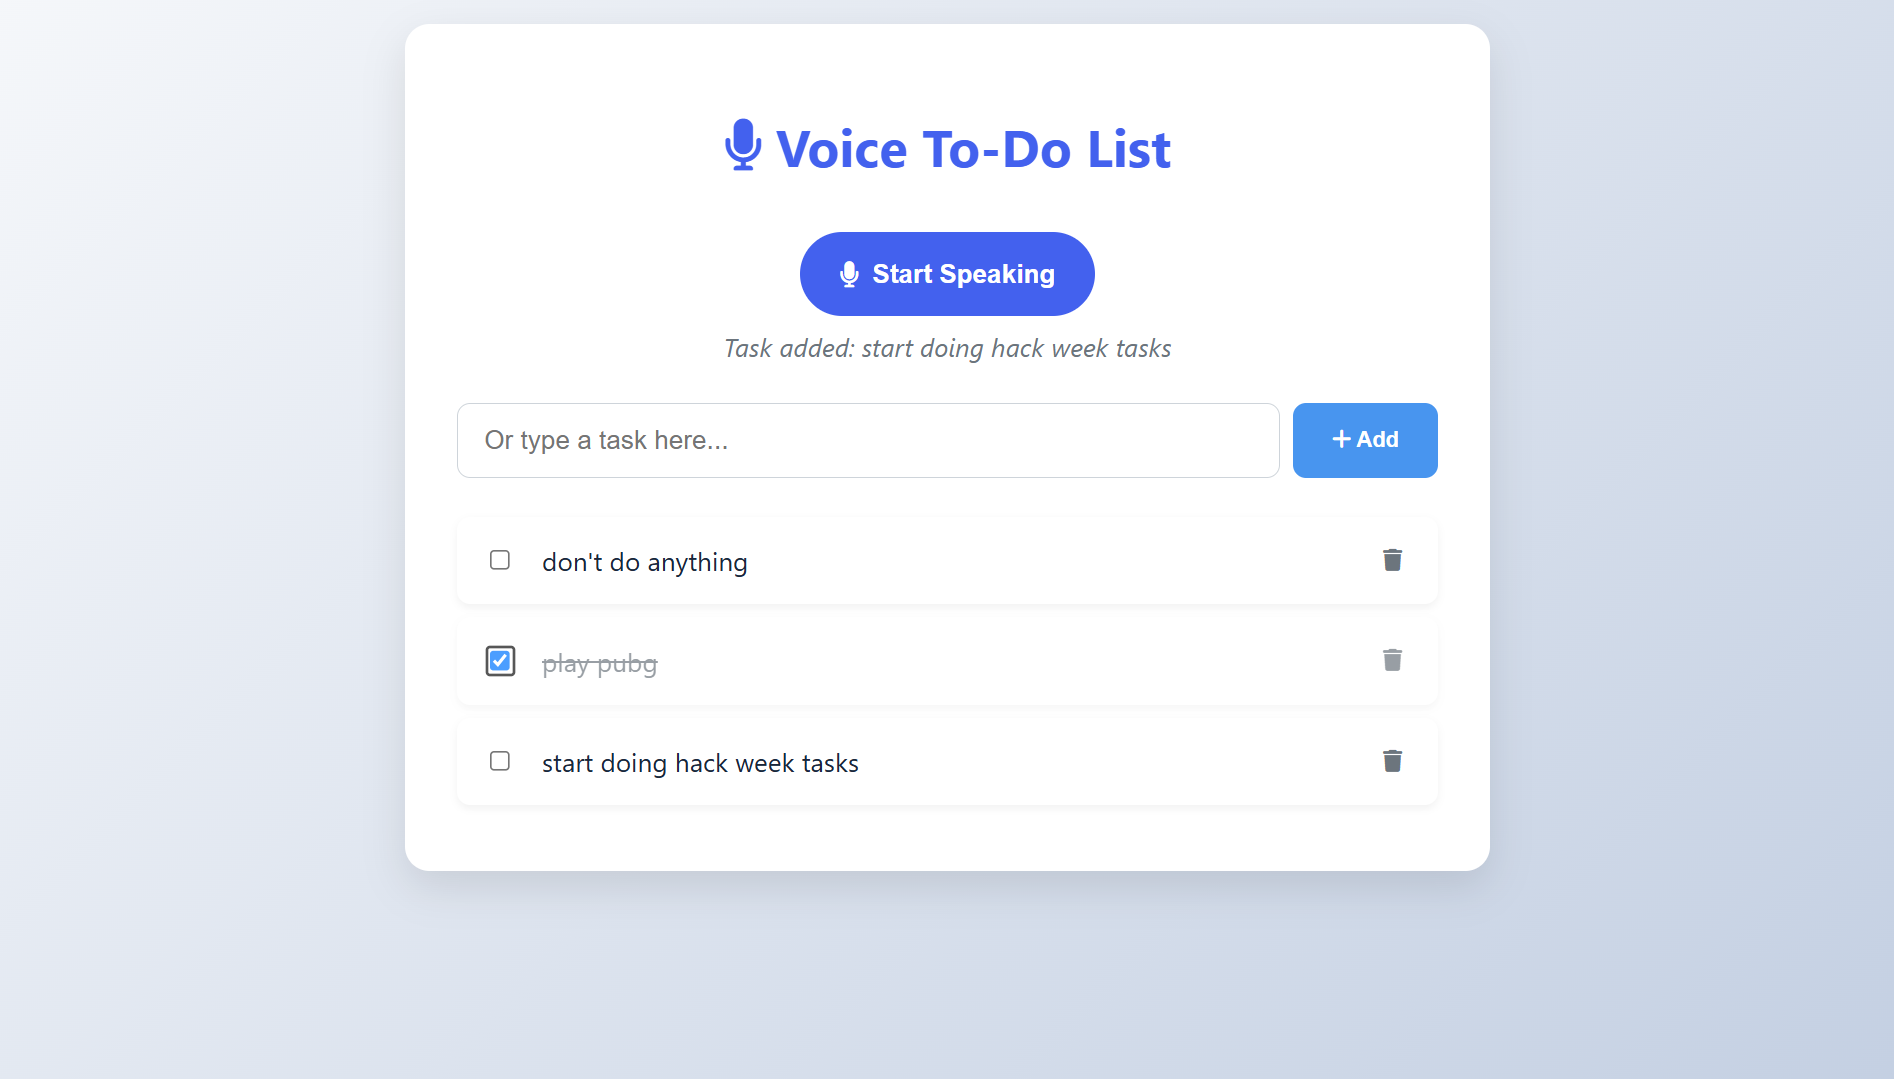 Voice To-Do List
Start Speaking
Task added: start doing hack week tasks
Or type a task here...
Add
don't do anything
play pubg
start doing hack week tasks